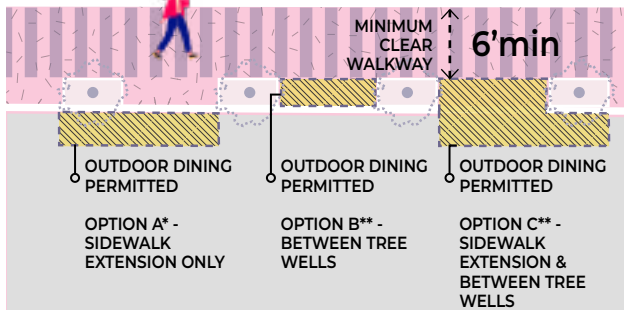 MINIMUM
CLEAR
WALKWAY
6'min
OUTDOOR DINING
PERMITTED
OPTION A* -
SIDEWALK
EXTENSION ONLY
OUTDOOR DINING
PERMITTED
OPTION B** -
BETWEEN TREE
WELLS
OUTDOOR DINING
PERMITTED
OPTION C** -
SIDEWALK
EXTENSION &
BETWEEN TREE
WELLS